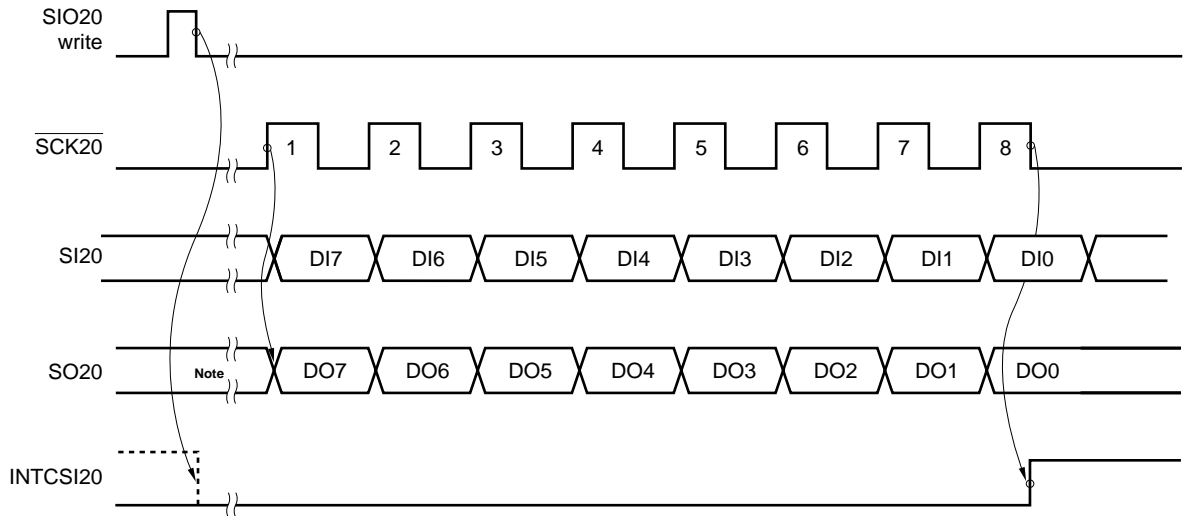 SIO20
write
SCK20
1 2 3 4 5 6 7 8
SI20
DI7 DI6 DI5 DI4 DI3 DI2 DI1 DI0
SO20
Note
DO7 DO6 DO5 DO4 DO3 DO2 DO1 DO0
INTCSI20